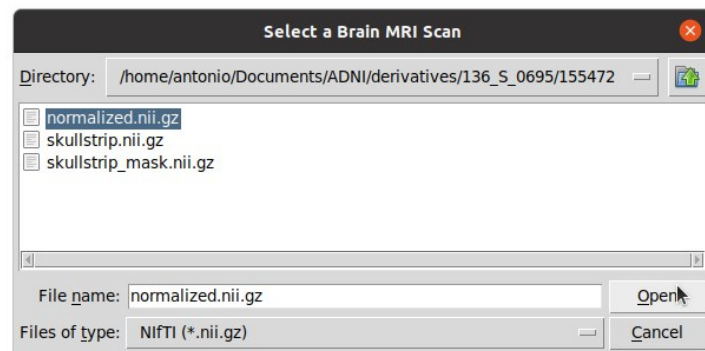 Select a Brain MRI Scan
Directory: /home/antonio/Documents/ADNI/derivatives/136_S_0695/155472
normalized.nii.gz
skullstrip.nii.gz
skullstrip_mask.nii.gz
File name: normalized.nii.gz Open
Files of type: NIfTI (*.nii.gz) Cancel